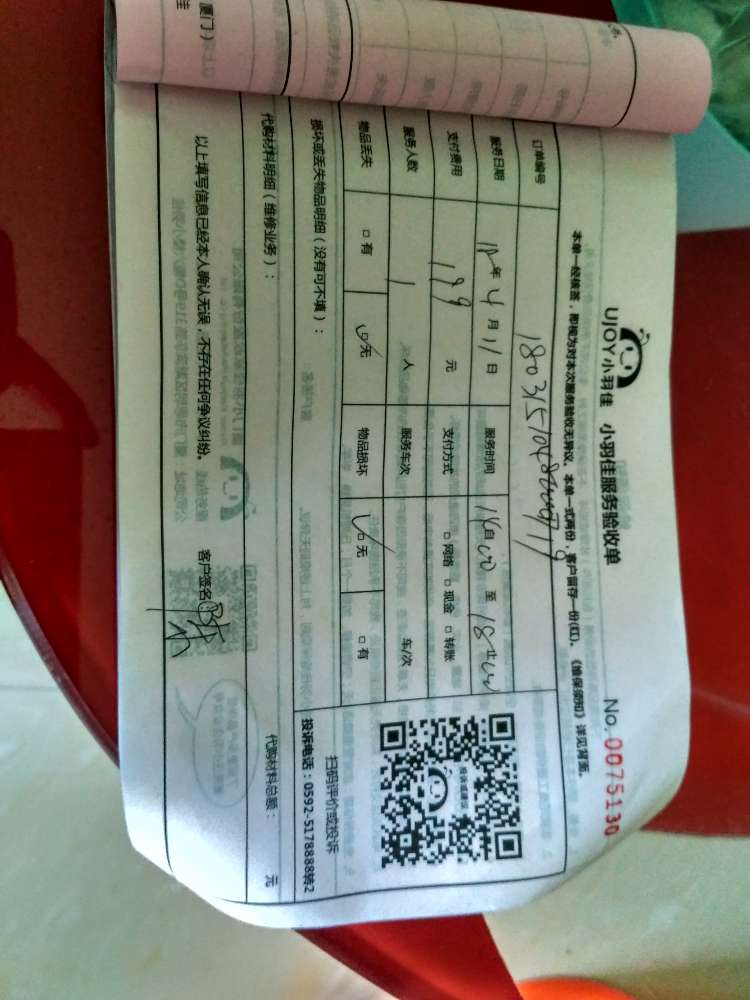 UJOY小羽佳 小羽佳服务验收单
No. 0075130
本单一经核签，即视为对本次服务验收无异议。本单一式两份，客户留存一份(红)。《维保须知》详见背面。
订单编号
服务日期 18年4月11日 服务时间 自 至 18止00
支付费用 199 元 支付方式 □网络 □现金 □转账
服务人数 1 人 服务车次 车/次
物品丢失 □有 □无 物品损坏 □无 □有
损坏或丢失物品明细（没有可不填）：
扫码评价或投诉
投诉电话：0592-5178888转2
代购材料明细（维修业务）：
代购材料总额： 元
以上填写信息已经本人确认无误，不存在任何争议纠纷。 客户签名: